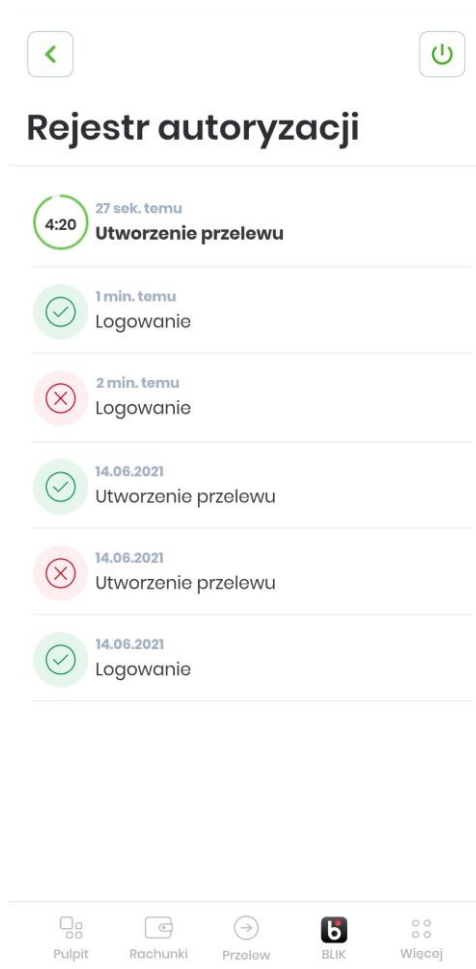 Rejestr autoryzacji
4:20
27 sek. temu
Utworzenie przelewu
1 min. temu
Logowanie
2 min. temu
Logowanie
14.06.2021
Utworzenie przelewu
14.06.2021
Utworzenie przelewu
14.06.2021
Logowanie
Pulpit
Rachunki
Przelew
BLIK
Więcej